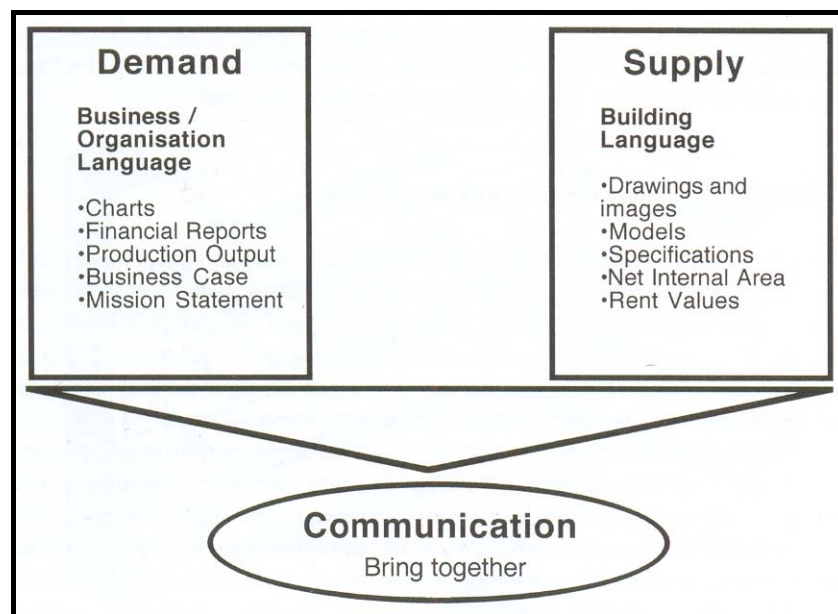 Demand
Business /
Organisation
Language
•Charts
•Financial Reports
•Production Output
•Business Case
•Mission Statement
Supply
Building
Language
•Drawings and
images
•Models
•Specifications
•Net Internal Area
•Rent Values
Communication
Bring together